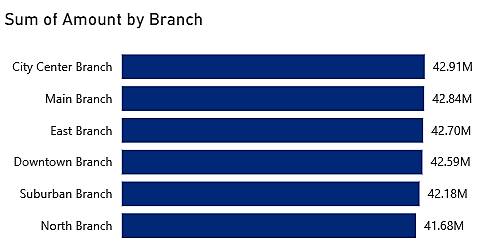 Sum of Amount by Branch
City Center Branch 42.91M
Main Branch 42.84M
East Branch 42.70M
Downtown Branch 42.59M
Suburban Branch 42.18M
North Branch 41.68M